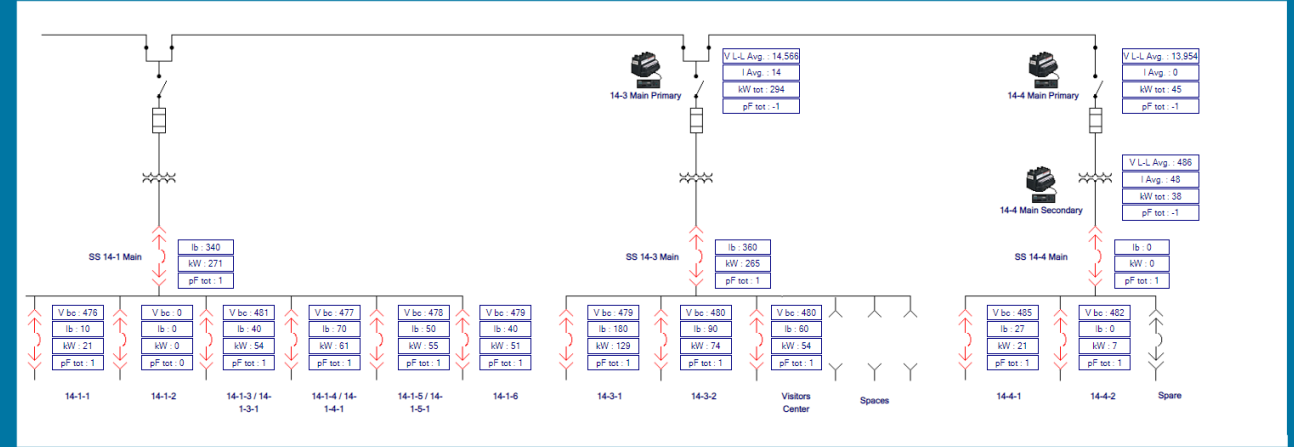 V L-L Avg. : 14,566
I Avg. : 14
kW tot : 294
pF tot : -1
14-3 Main Primary
V L-L Avg. : 13,954
I Avg. : 0
kW tot : 45
pF tot : -1
14-4 Main Primary
V L-L Avg. : 486
I Avg. : 48
kW tot : 38
pF tot : -1
14-4 Main Secondary
SS 14-1 Main
Ib : 340
kW : 271
pF tot : 1
SS 14-3 Main
Ib : 360
kW : 265
pF tot : 1
SS 14-4 Main
Ib : 0
kW : 0
pF tot : 1
V bc : 476
Ib : 10
kW : 21
pF tot : 1
14-1-1
V bc : 0
Ib : 0
kW : 0
pF tot : 0
14-1-2
V bc : 481
Ib : 40
kW : 54
pF tot : 1
14-1-3 / 14-
1-3-1
V bc : 477
Ib : 70
kW : 61
pF tot : 1
14-1-4 / 14-
1-4-1
V bc : 478
Ib : 50
kW : 55
pF tot : 1
14-1-5 / 14-
1-5-1
V bc : 479
Ib : 40
kW : 51
pF tot : 1
14-1-6
V bc : 479
Ib : 180
kW : 129
pF tot : 1
14-3-1
V bc : 480
Ib : 90
kW : 74
pF tot : 1
14-3-2
V bc : 480
Ib : 60
kW : 54
pF tot : 1
Visitors
Center
Spaces
V bc : 485
Ib : 27
kW : 21
pF tot : 1
14-4-1
V bc : 482
Ib : 0
kW : 7
pF tot : 1
14-4-2
Spare